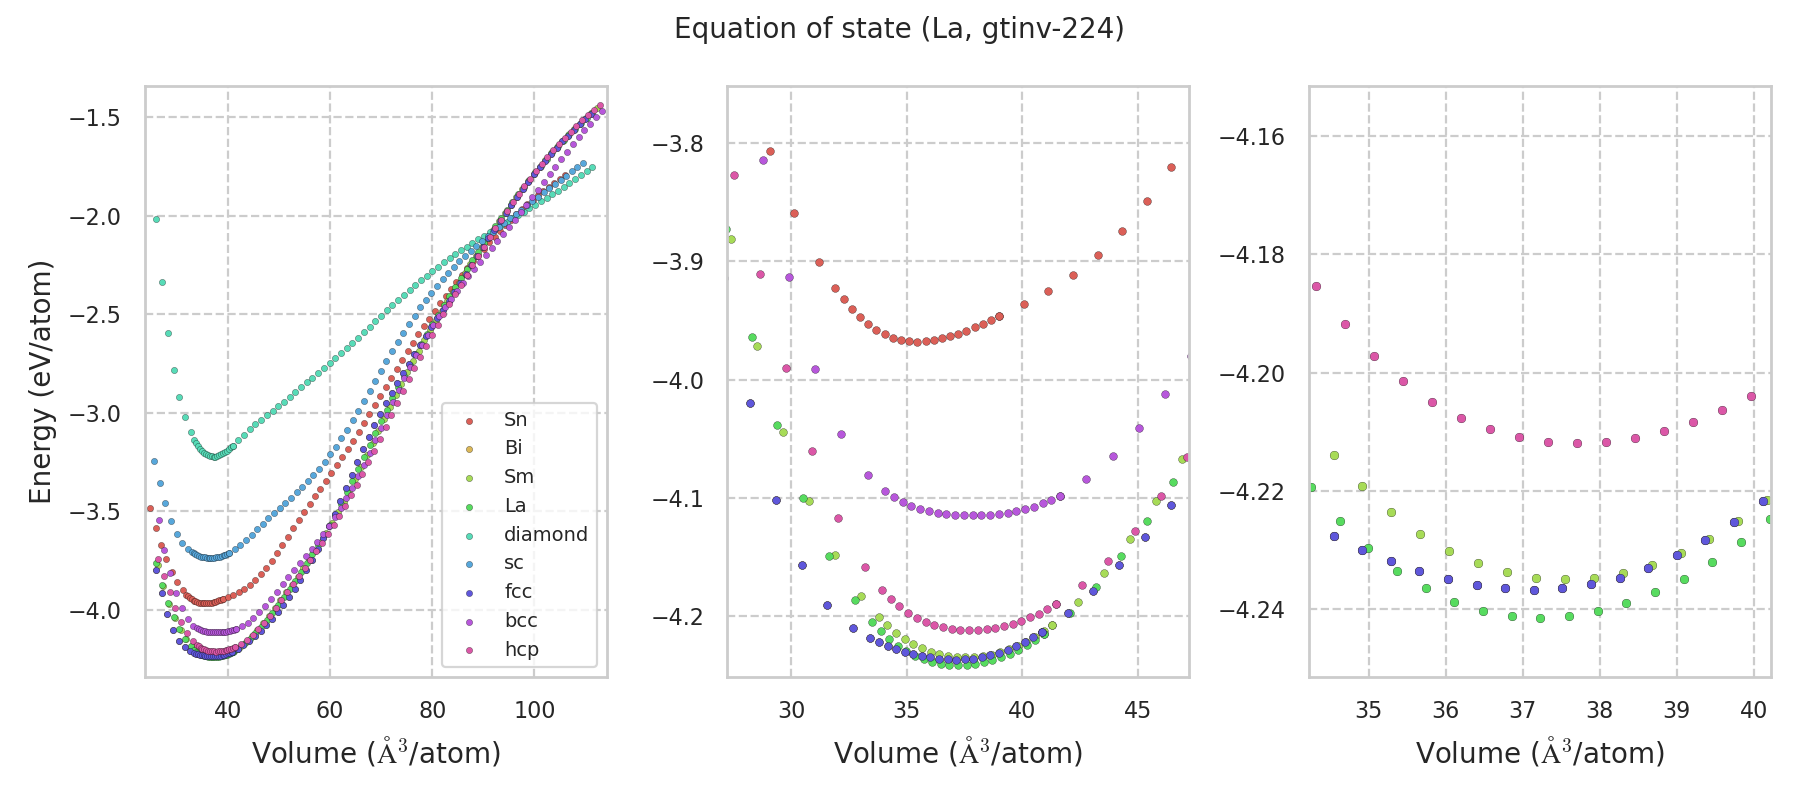 Equation of state (La, gtinv-224)
Energy (eV/atom)
−1.5
−2.0
−2.5
−3.0
−3.5
−4.0
40 60 80 100
Volume (Å³/atom)
Sn
Bi
Sm
La
diamond
sc
fcc
bcc
hcp
−3.8
−3.9
−4.0
−4.1
−4.2
30 35 40 45
Volume (Å³/atom)
−4.16
−4.18
−4.20
−4.22
−4.24
35 36 37 38 39 40
Volume (Å³/atom)